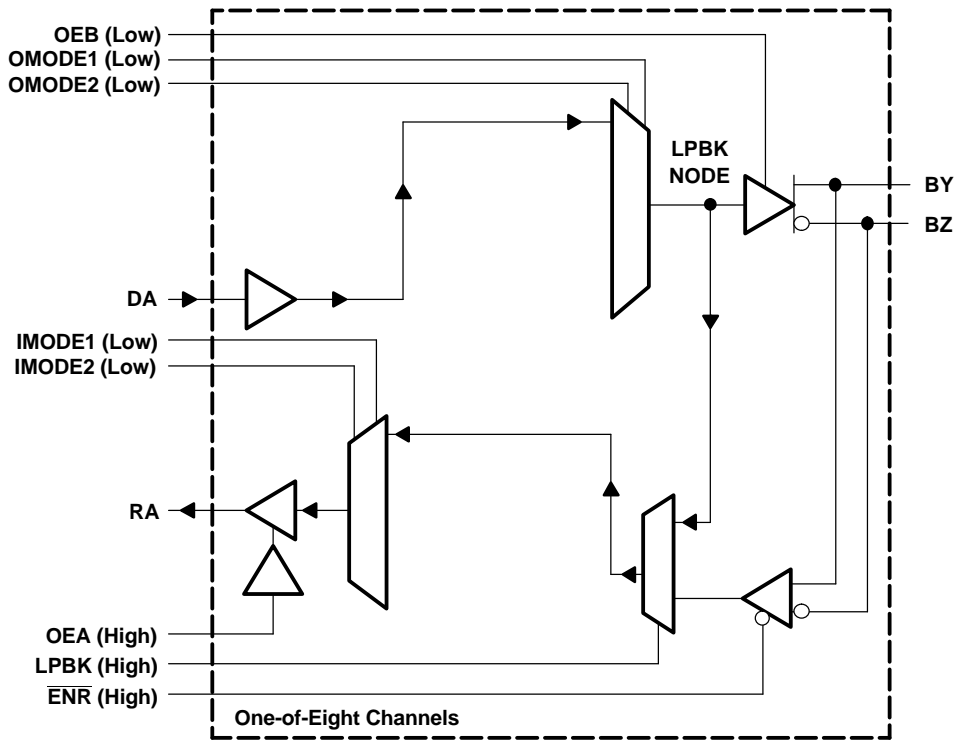 OEB (Low)
OMODE1 (Low)
OMODE2 (Low)
LPBK
NODE
BY
BZ
DA
IMODE1 (Low)
IMODE2 (Low)
RA
OEA (High)
LPBK (High)
E̅N̅R̅ (High)
One-of-Eight Channels